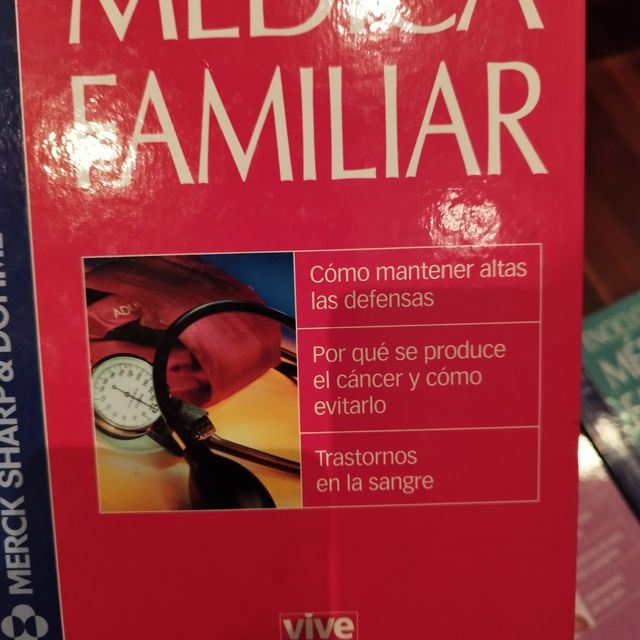 MÉDICA
FAMILIAR
Cómo mantener altas
las defensas
Por qué se produce
el cáncer y cómo
evitarlo
Trastornos
en la sangre
vive
MERCK SHARP & DOHME